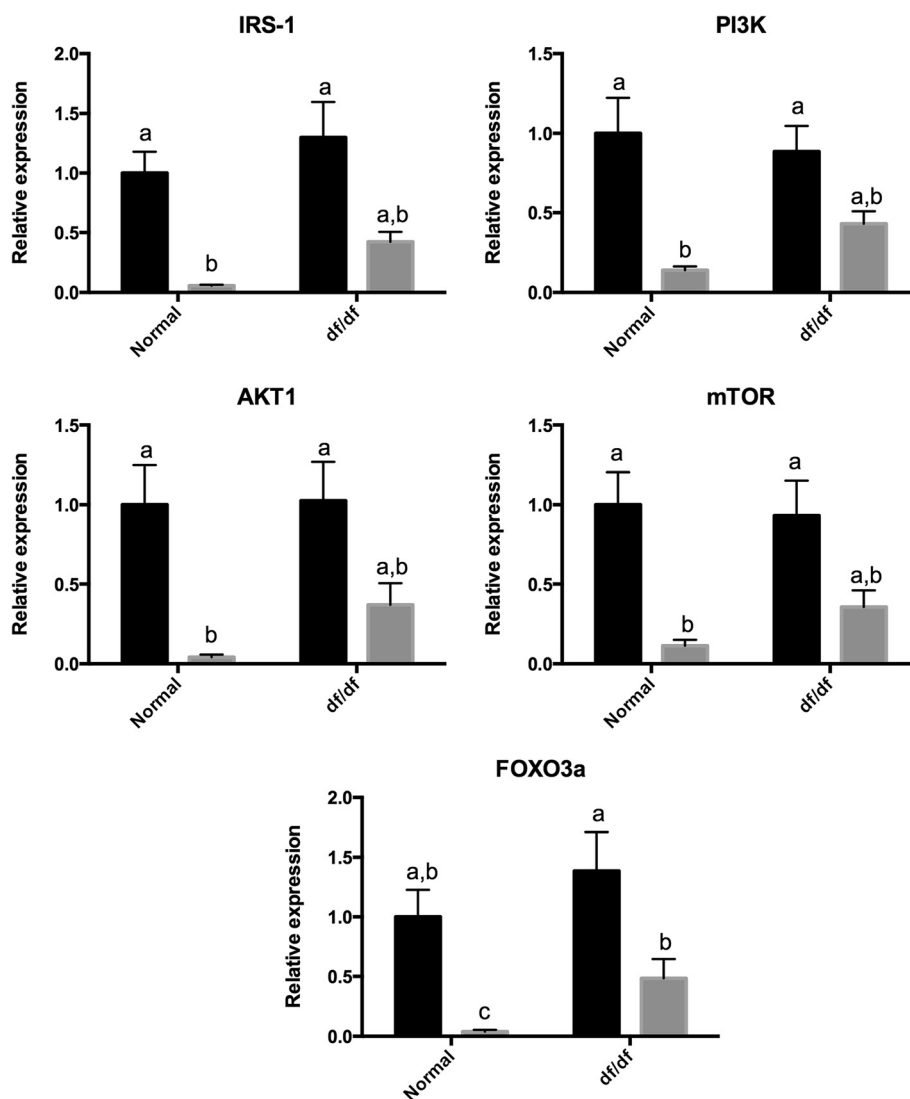 IRS-1
Relative expression
2.0
1.5
1.0
0.5
0.0
a
b
a
a,b
Normal
df/df
PI3K
Relative expression
1.5
1.0
0.5
0.0
a
b
a
a,b
Normal
df/df
AKT1
Relative expression
1.5
1.0
0.5
0.0
a
b
a
a,b
Normal
df/df
mTOR
Relative expression
1.5
1.0
0.5
0.0
a
b
a
a,b
Normal
df/df
FOXO3a
Relative expression
2.0
1.5
1.0
0.5
0.0
a,b
c
a
b
Normal
df/df